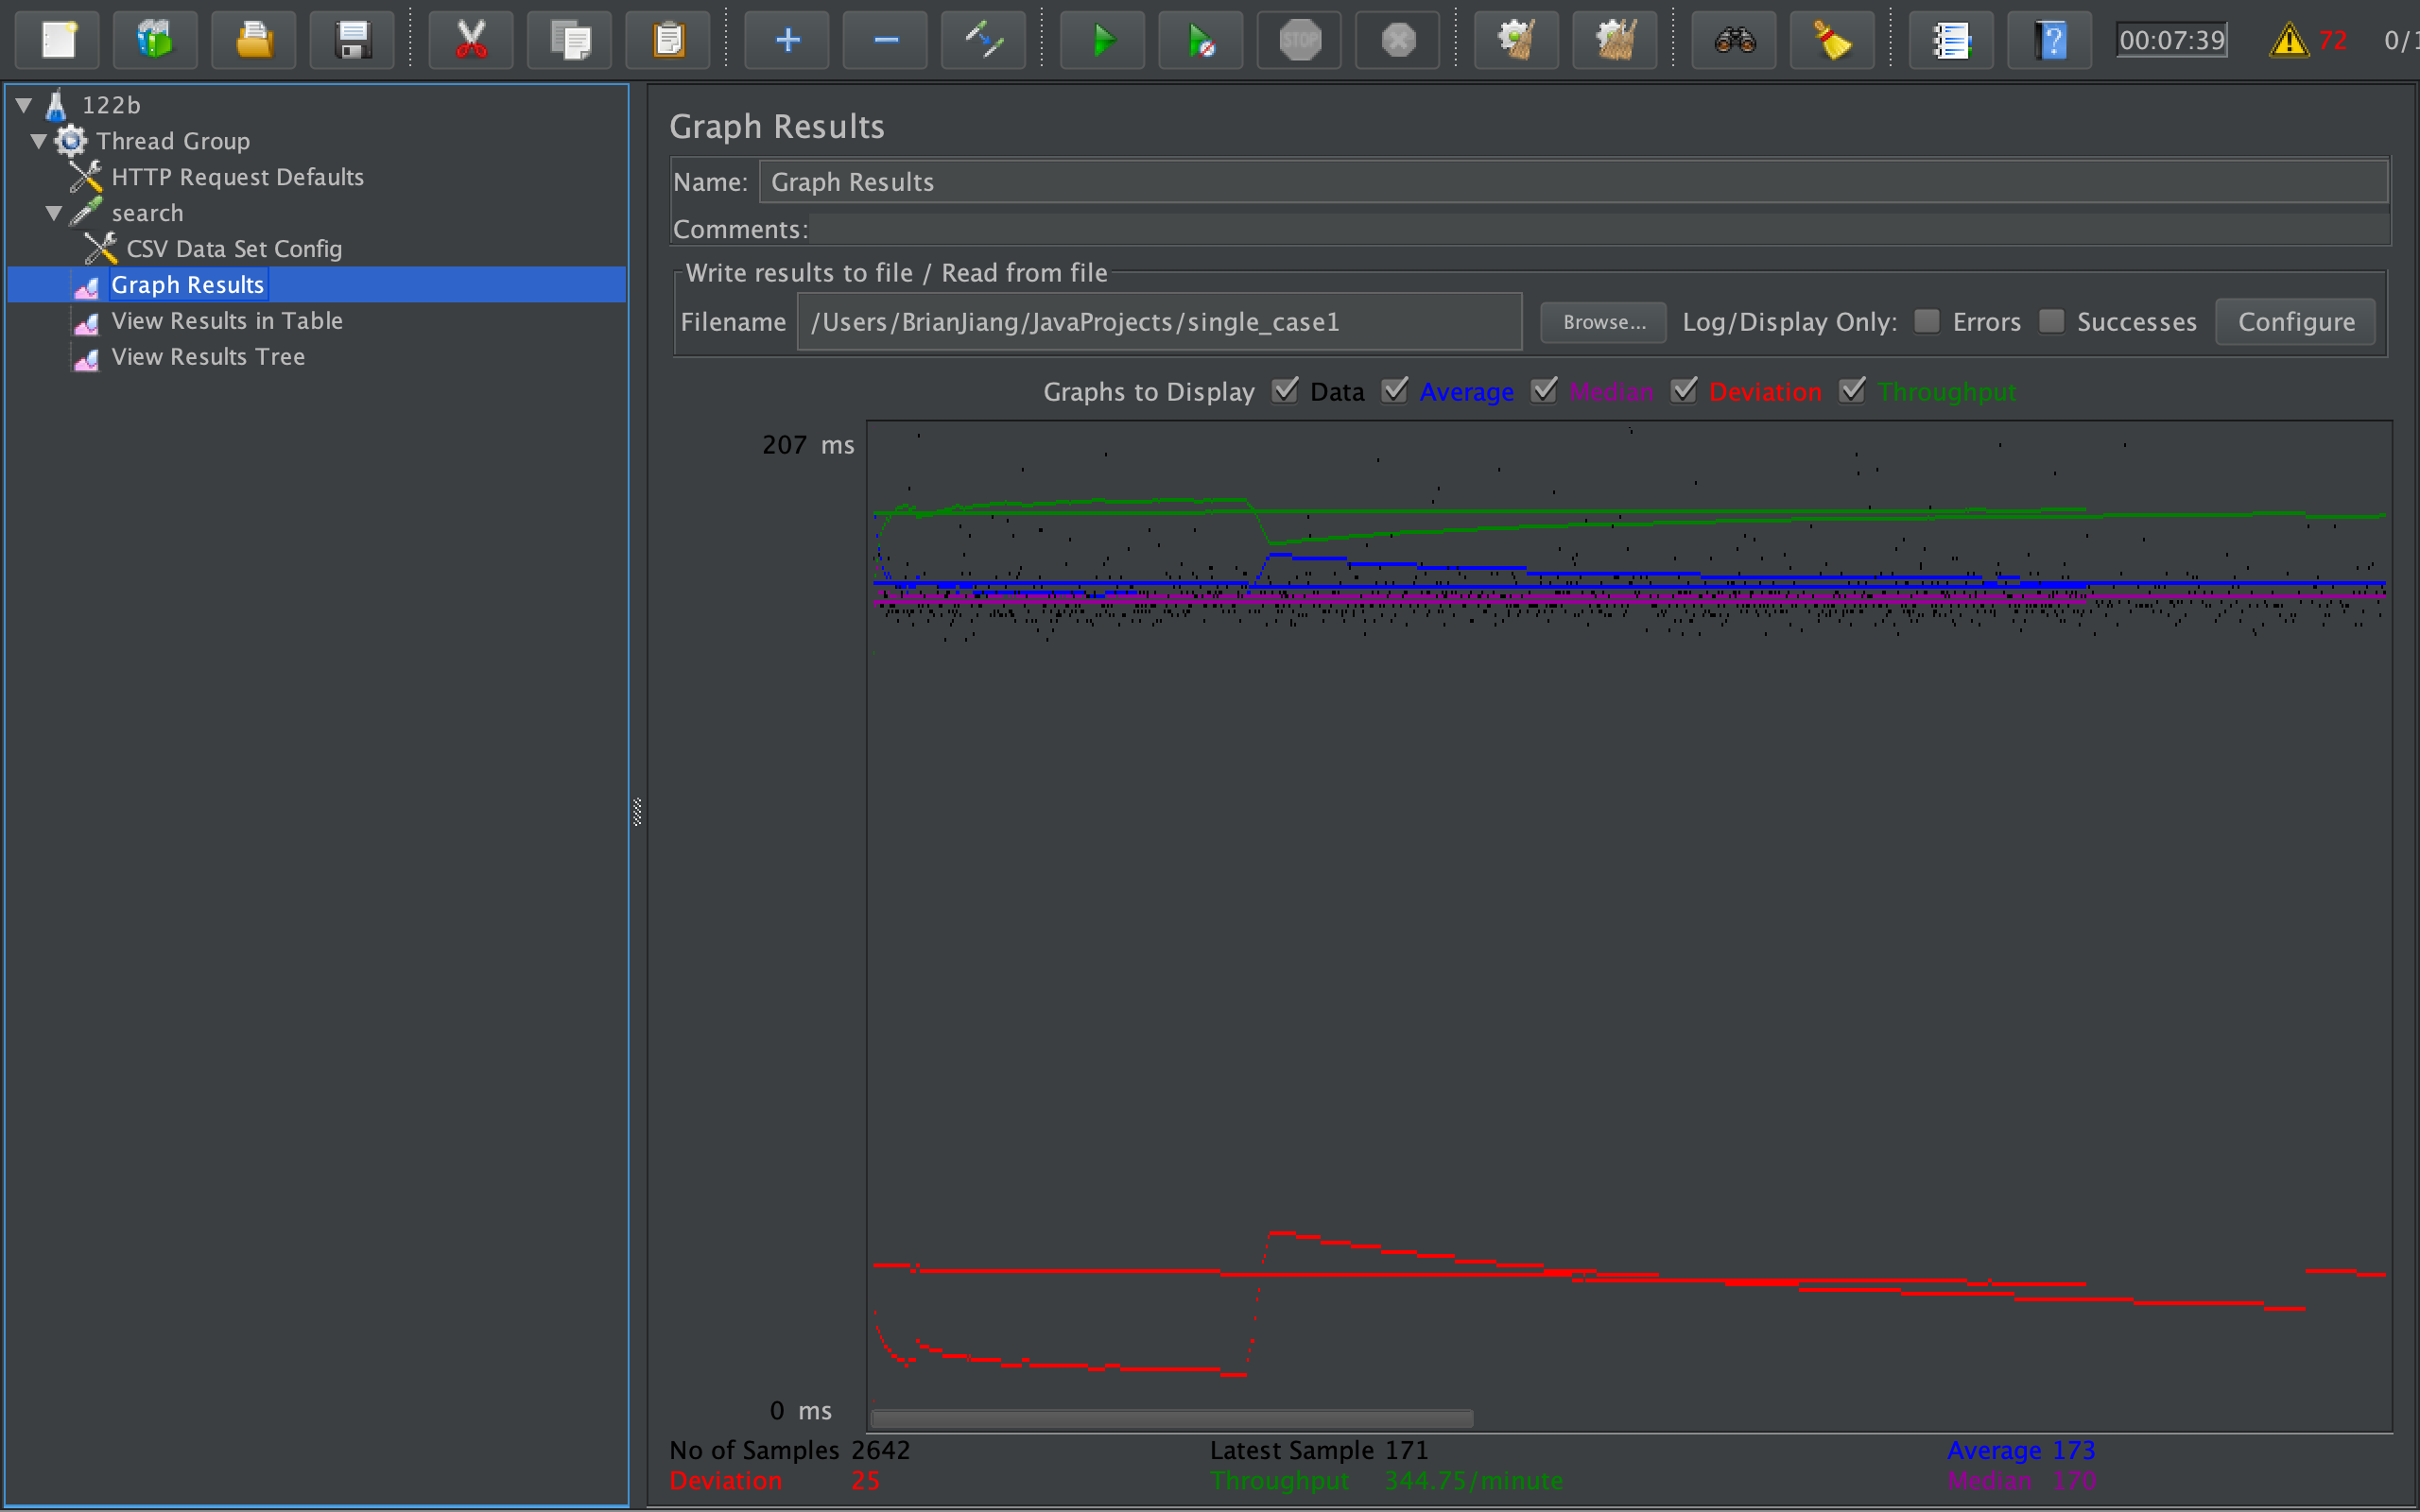 00:07:39 72 0/1
122b
Thread Group
HTTP Request Defaults
search
CSV Data Set Config
Graph Results
View Results in Table
View Results Tree
Graph Results
Name: Graph Results
Comments:
Write results to file / Read from file
Filename /Users/BrianJiang/JavaProjects/single_case1 Browse... Log/Display Only: Errors Successes Configure
Graphs to Display Data Average Median Deviation Throughput
207 ms
0 ms
No of Samples 2642 Latest Sample 171 Average 173
Deviation 25 Throughput 344.75/minute Median 170